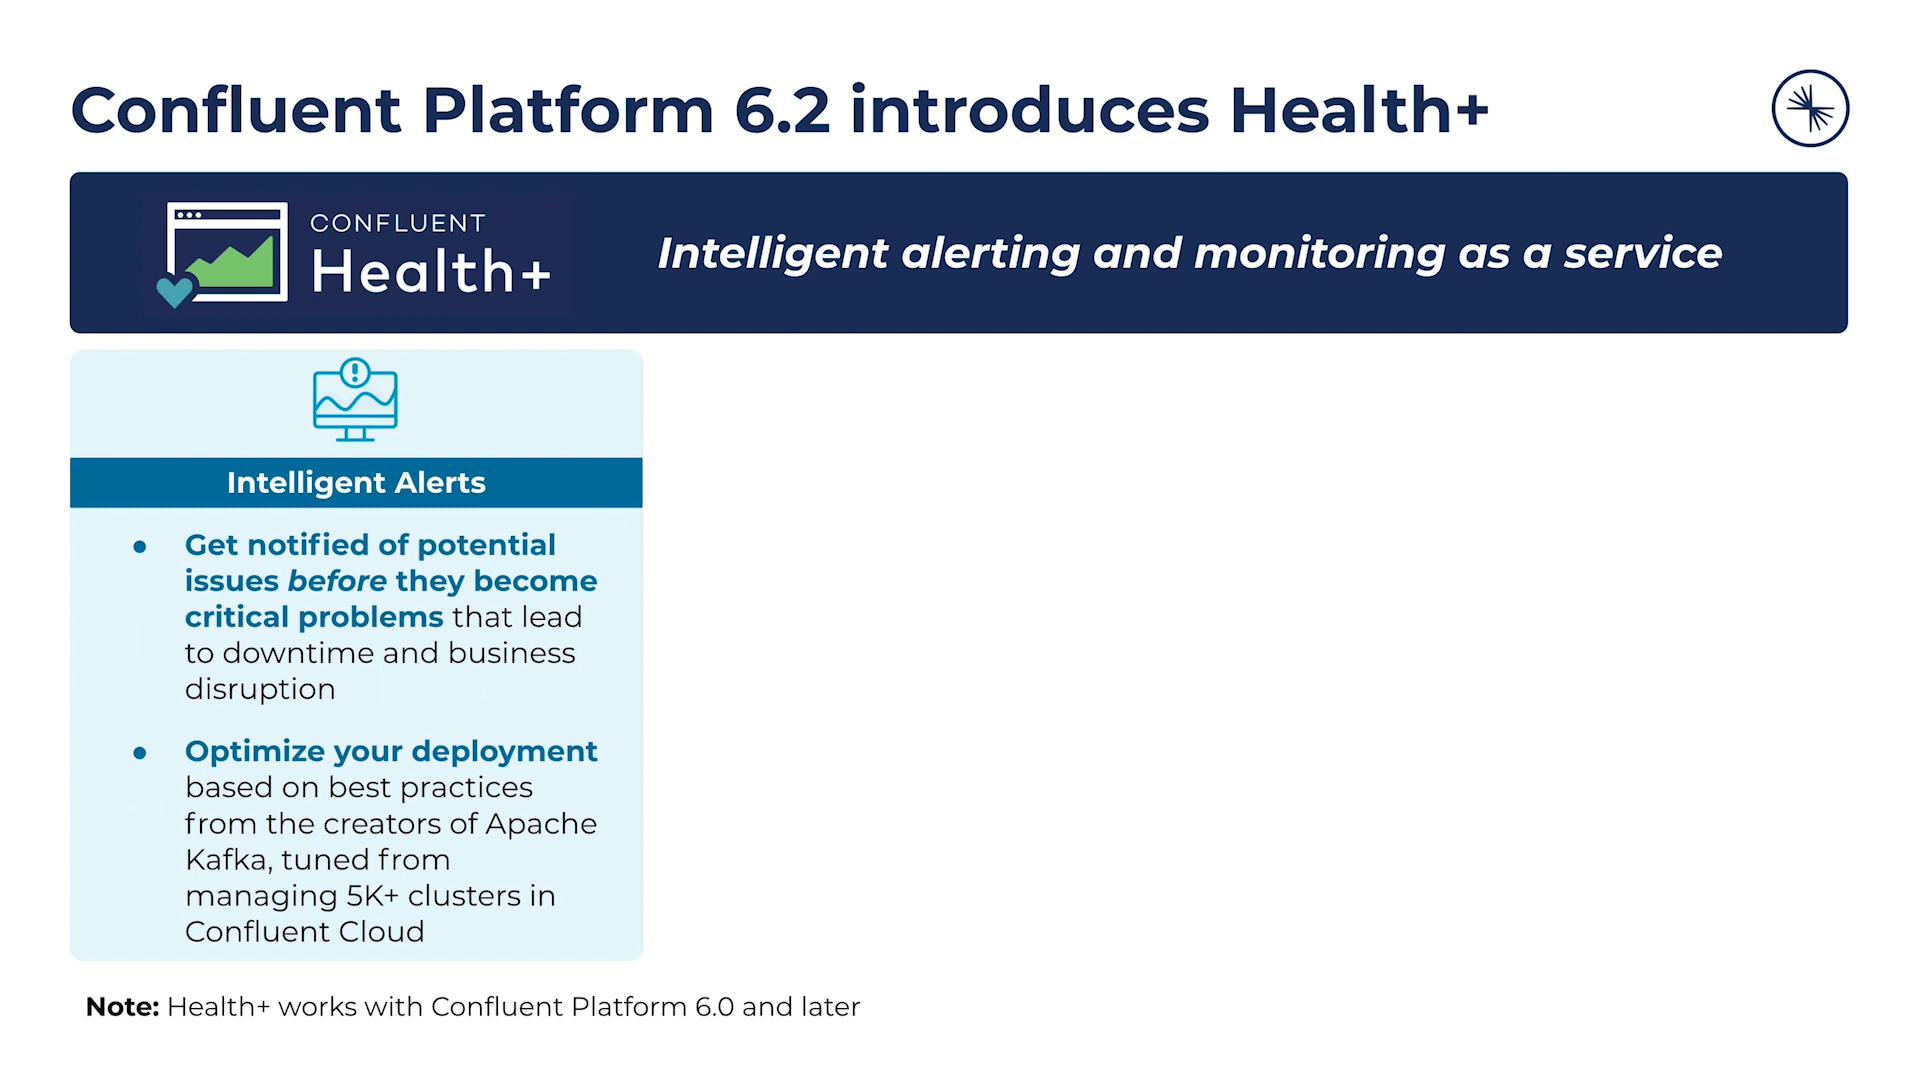 Confluent Platform 6.2 introduces Health+
CONFLUENT
Health+
Intelligent alerting and monitoring as a service
Intelligent Alerts
● Get notified of potential
issues before they become
critical problems that lead
to downtime and business
disruption
● Optimize your deployment
based on best practices
from the creators of Apache
Kafka, tuned from
managing 5K+ clusters in
Confluent Cloud
Note: Health+ works with Confluent Platform 6.0 and later